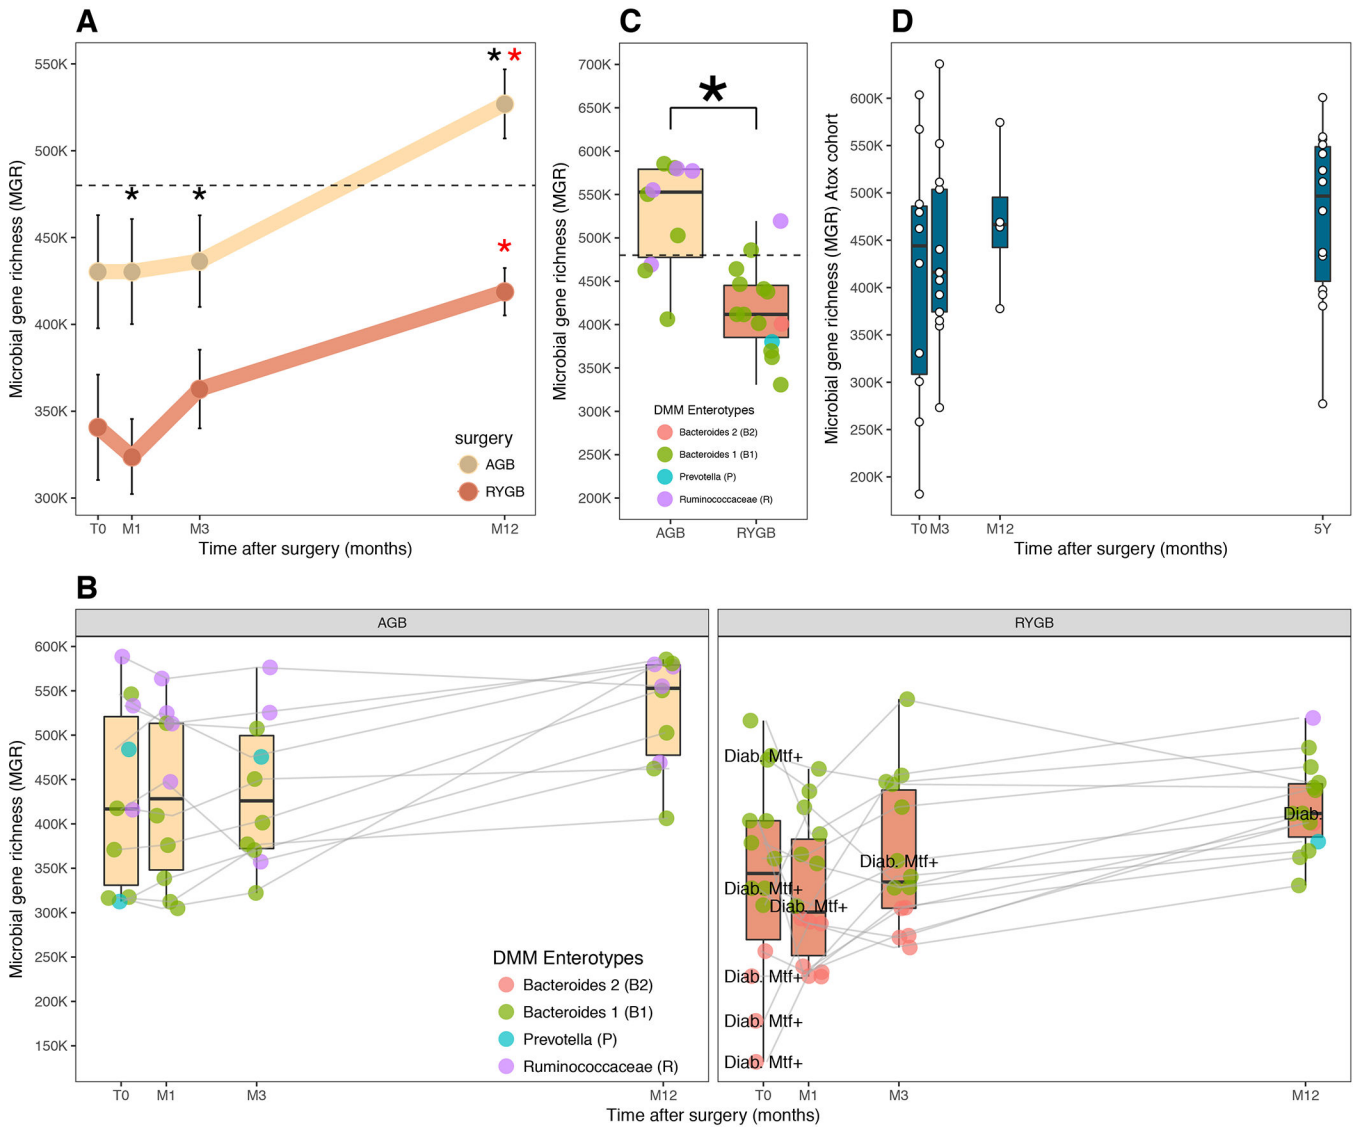 A
Microbial gene richness (MGR)
550K
500K
450K
400K
350K
300K
* *
*
*
*
surgery
AGB
RYGB
T0 M1 M3 M12
Time after surgery (months)
C
Microbial gene richness (MGR)
700K
650K
600K
550K
500K
450K
400K
350K
300K
250K
200K
*
DMM Enterotypes
Bacteroides 2 (B2)
Bacteroides 1 (B1)
Prevotella (P)
Ruminococcaceae (R)
AGB RYGB
D
Microbial gene richness (MGR) Atox cohort
600K
550K
500K
450K
400K
350K
300K
250K
200K
T0 M3 M12 5Y
Time after surgery (months)
B
AGB
RYGB
Microbial gene richness (MGR)
600K
550K
500K
450K
400K
350K
300K
250K
200K
150K
DMM Enterotypes
Bacteroides 2 (B2)
Bacteroides 1 (B1)
Prevotella (P)
Ruminococcaceae (R)
Diab. Mtf+
Diab.
Diab. Mtf+
Diab. Mtf+
Diab. Mtf+
Diab. Mtf+
Diab. Mtf+
Diab. Mtf+
T0 M1 M3 M12
T0 M1 M3 M12
Time after surgery (months)